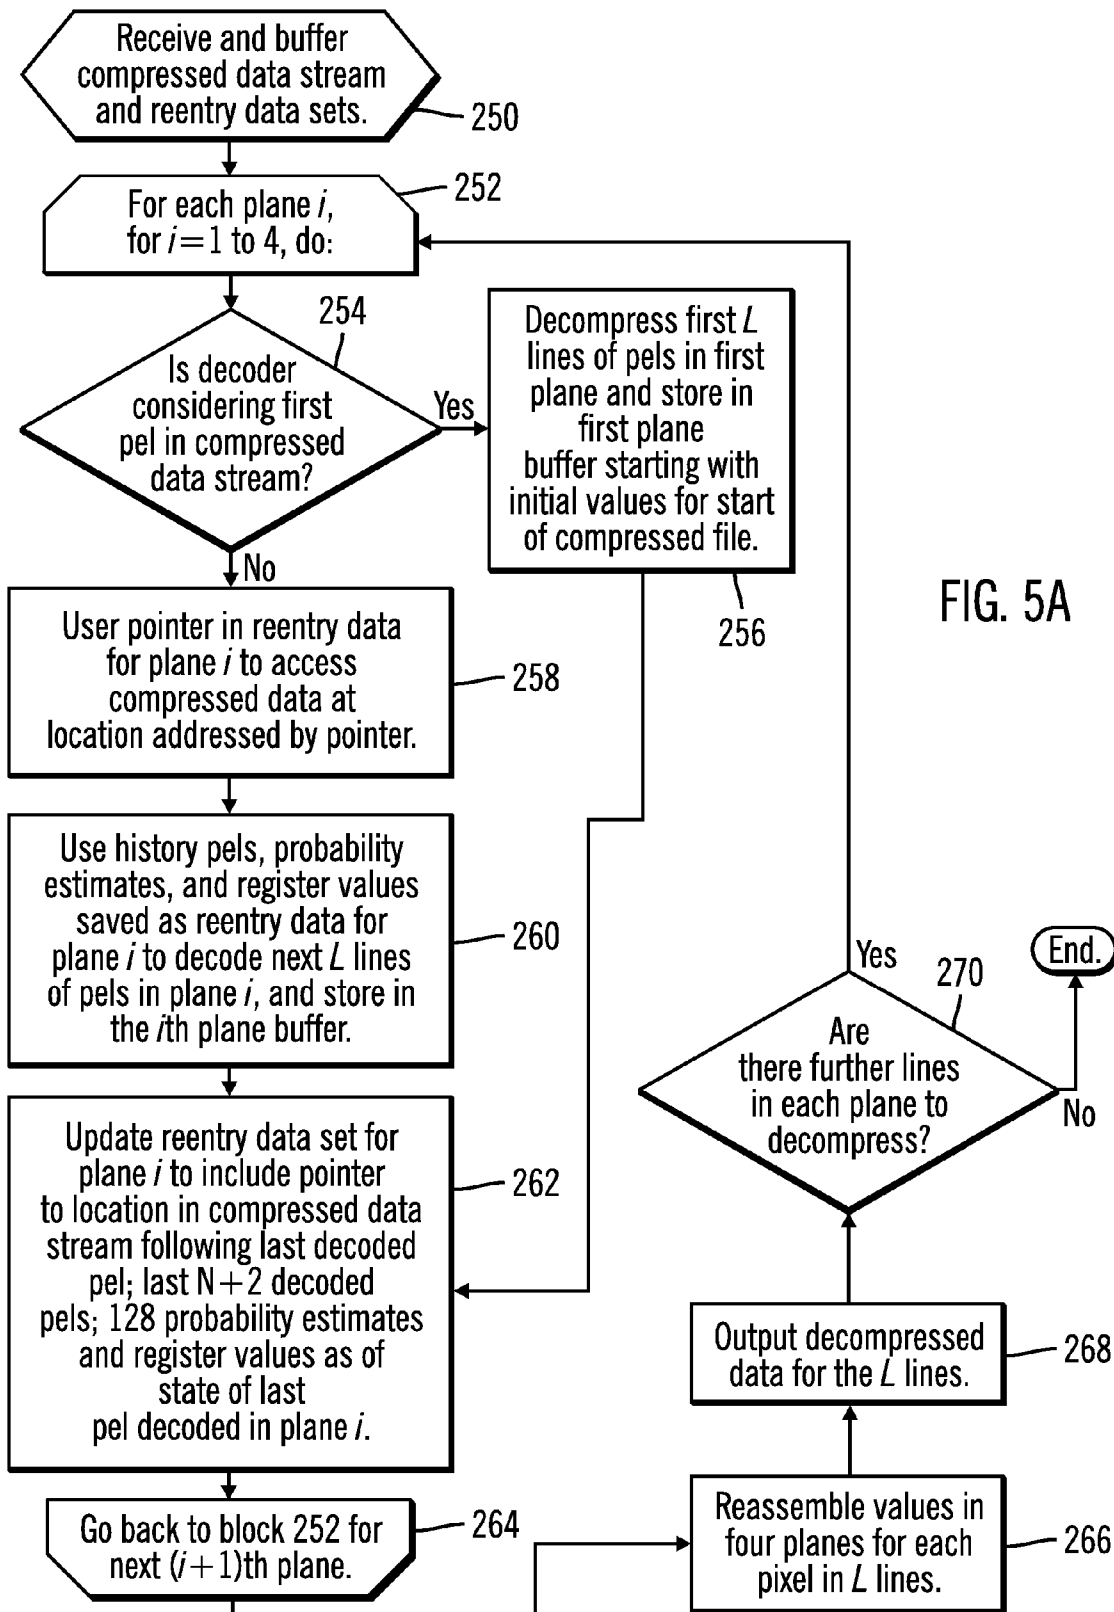 Receive and buffer
compressed data stream
and reentry data sets.
250
For each plane i,
for i=1 to 4, do:
252
254
Is decoder
considering first
pel in compressed
data stream?
Yes
No
Decompress first L
lines of pels in first
plane and store in
first plane
buffer starting with
initial values for start
of compressed file.
256
FIG. 5A
User pointer in reentry data
for plane i to access
compressed data at
location addressed by pointer.
258
Use history pels, probability
estimates, and register values
saved as reentry data for
plane i to decode next L lines
of pels in plane i, and store in
the ith plane buffer.
260
Update reentry data set for
plane i to include pointer
to location in compressed data
stream following last decoded
pel; last N+2 decoded
pels; 128 probability estimates
and register values as of
state of last
pel decoded in plane i.
262
Go back to block 252 for
next (i+1)th plane.
264
Reassemble values in
four planes for each
pixel in L lines.
266
Output decompressed
data for the L lines.
268
Are
there further lines
in each plane to
decompress?
270
Yes
No
End.